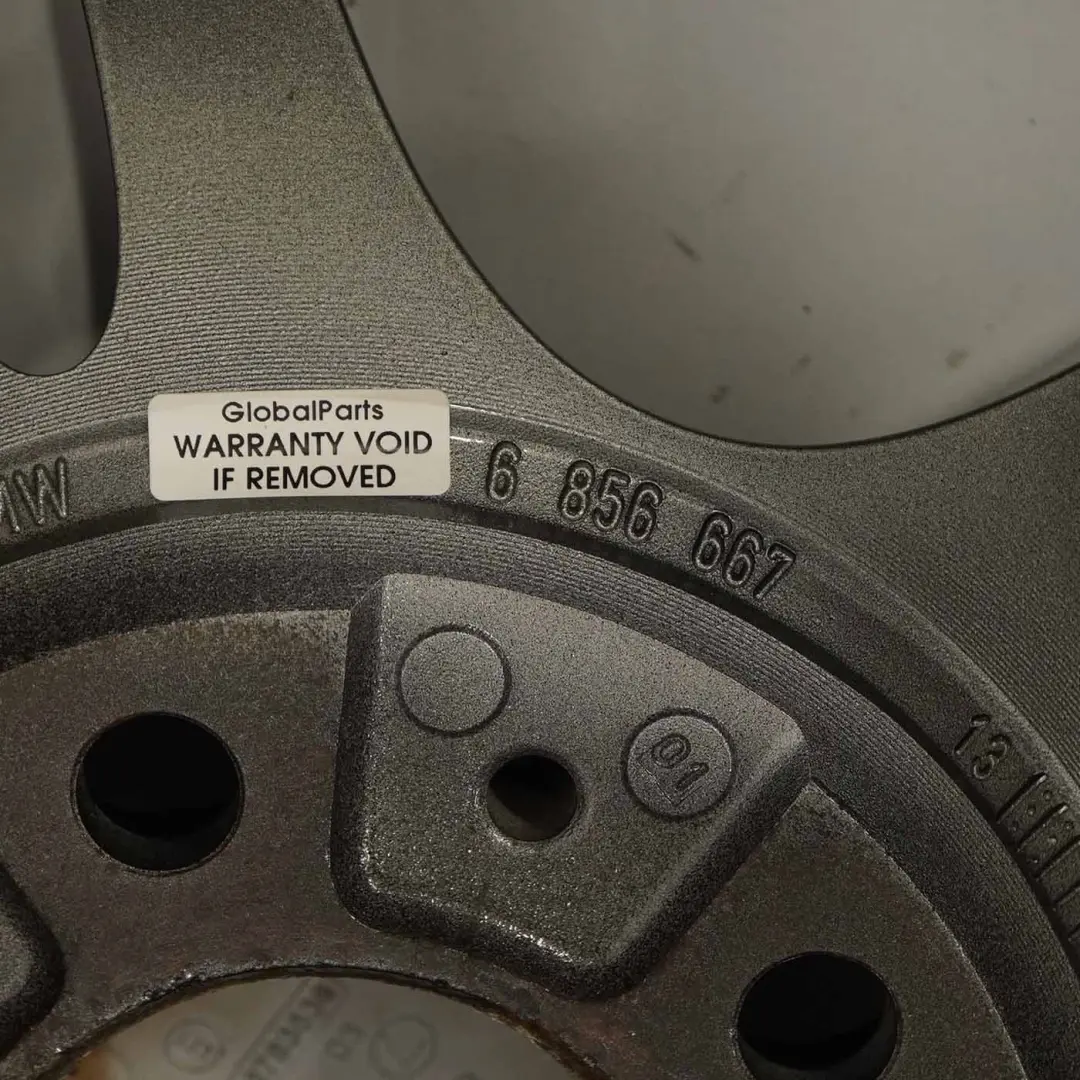 GlobalParts
WARRANTY VOID
IF REMOVED
6 856 667
01
13